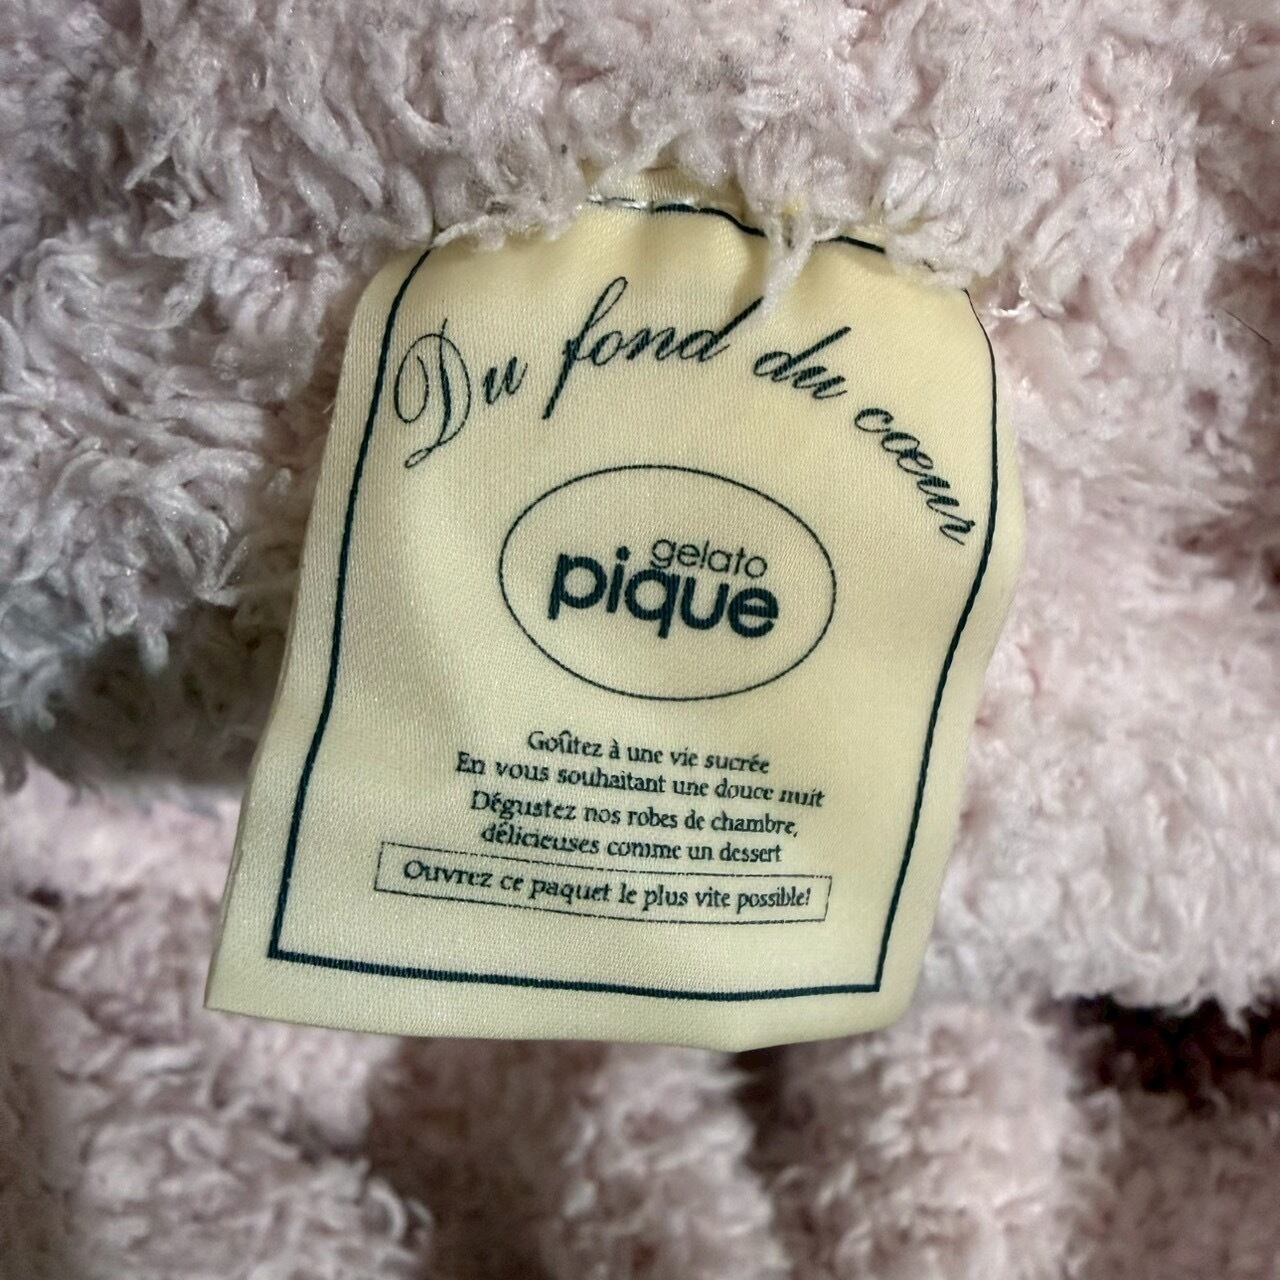 Du fond du cœur
gelato
pique
Goûtez à une vie sucrée
En vous souhaitant une douce nuit
Dégustez nos robes de chambre,
délicieuses comme un dessert
Ouvrez ce paquet le plus vite possible!